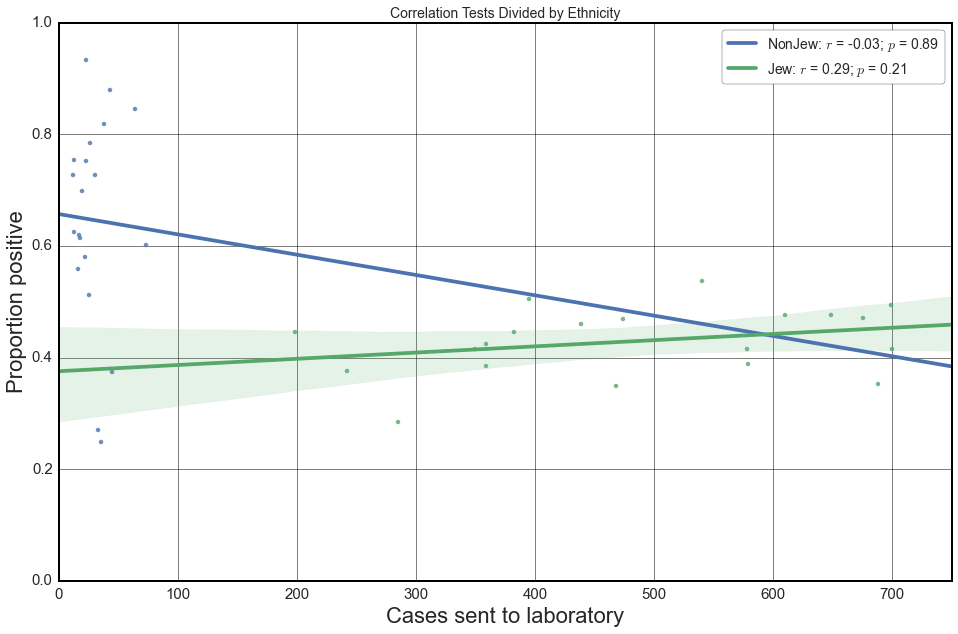 Correlation Tests Divided by Ethnicity
NonJew: r = -0.03; p = 0.89
Jew: r = 0.29; p = 0.21
Proportion positive
1.0
0.8
0.6
0.4
0.2
0.0
0 100 200 300 400 500 600 700
Cases sent to laboratory